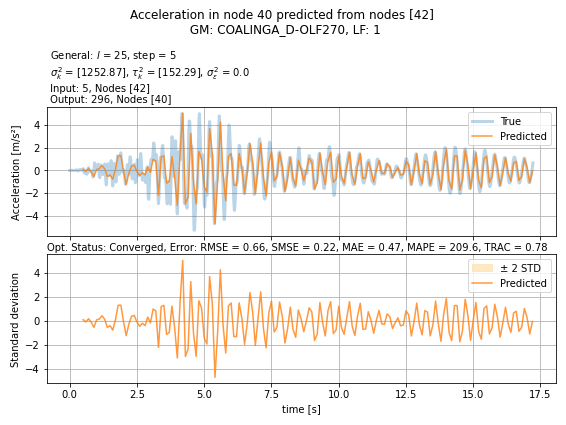 Acceleration in node 40 predicted from nodes [42]
GM: COALINGA_D-OLF270, LF: 1
General: l = 25, step = 5
σ²ₖ = [1252.87], τ²ₖ = [152.29], σ²ε = 0.0
Input: 5, Nodes [42]
Output: 296, Nodes [40]
Acceleration [m/s²]
4
2
0
−2
−4
True
Predicted
Opt. Status: Converged, Error: RMSE = 0.66, SMSE = 0.22, MAE = 0.47, MAPE = 209.6, TRAC = 0.78
Standard deviation
4
2
0
−2
−4
± 2 STD
Predicted
0.0 2.5 5.0 7.5 10.0 12.5 15.0 17.5
time [s]